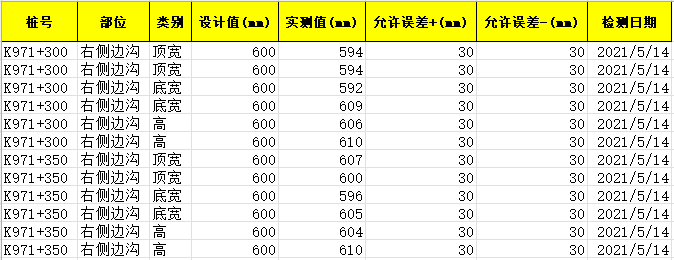 桩号 部位 类别 设计值(mm) 实测值(mm) 允许误差+(mm) 允许误差-(mm) 检测日期
K971+300 右侧边沟 顶宽 600 594 30 30 2021/5/14
K971+300 右侧边沟 顶宽 600 594 30 30 2021/5/14
K971+300 右侧边沟 底宽 600 592 30 30 2021/5/14
K971+300 右侧边沟 底宽 600 609 30 30 2021/5/14
K971+300 右侧边沟 高 600 606 30 30 2021/5/14
K971+300 右侧边沟 高 600 610 30 30 2021/5/14
K971+350 右侧边沟 顶宽 600 607 30 30 2021/5/14
K971+350 右侧边沟 顶宽 600 600 30 30 2021/5/14
K971+350 右侧边沟 底宽 600 596 30 30 2021/5/14
K971+350 右侧边沟 底宽 600 605 30 30 2021/5/14
K971+350 右侧边沟 高 600 604 30 30 2021/5/14
K971+350 右侧边沟 高 600 610 30 30 2021/5/14